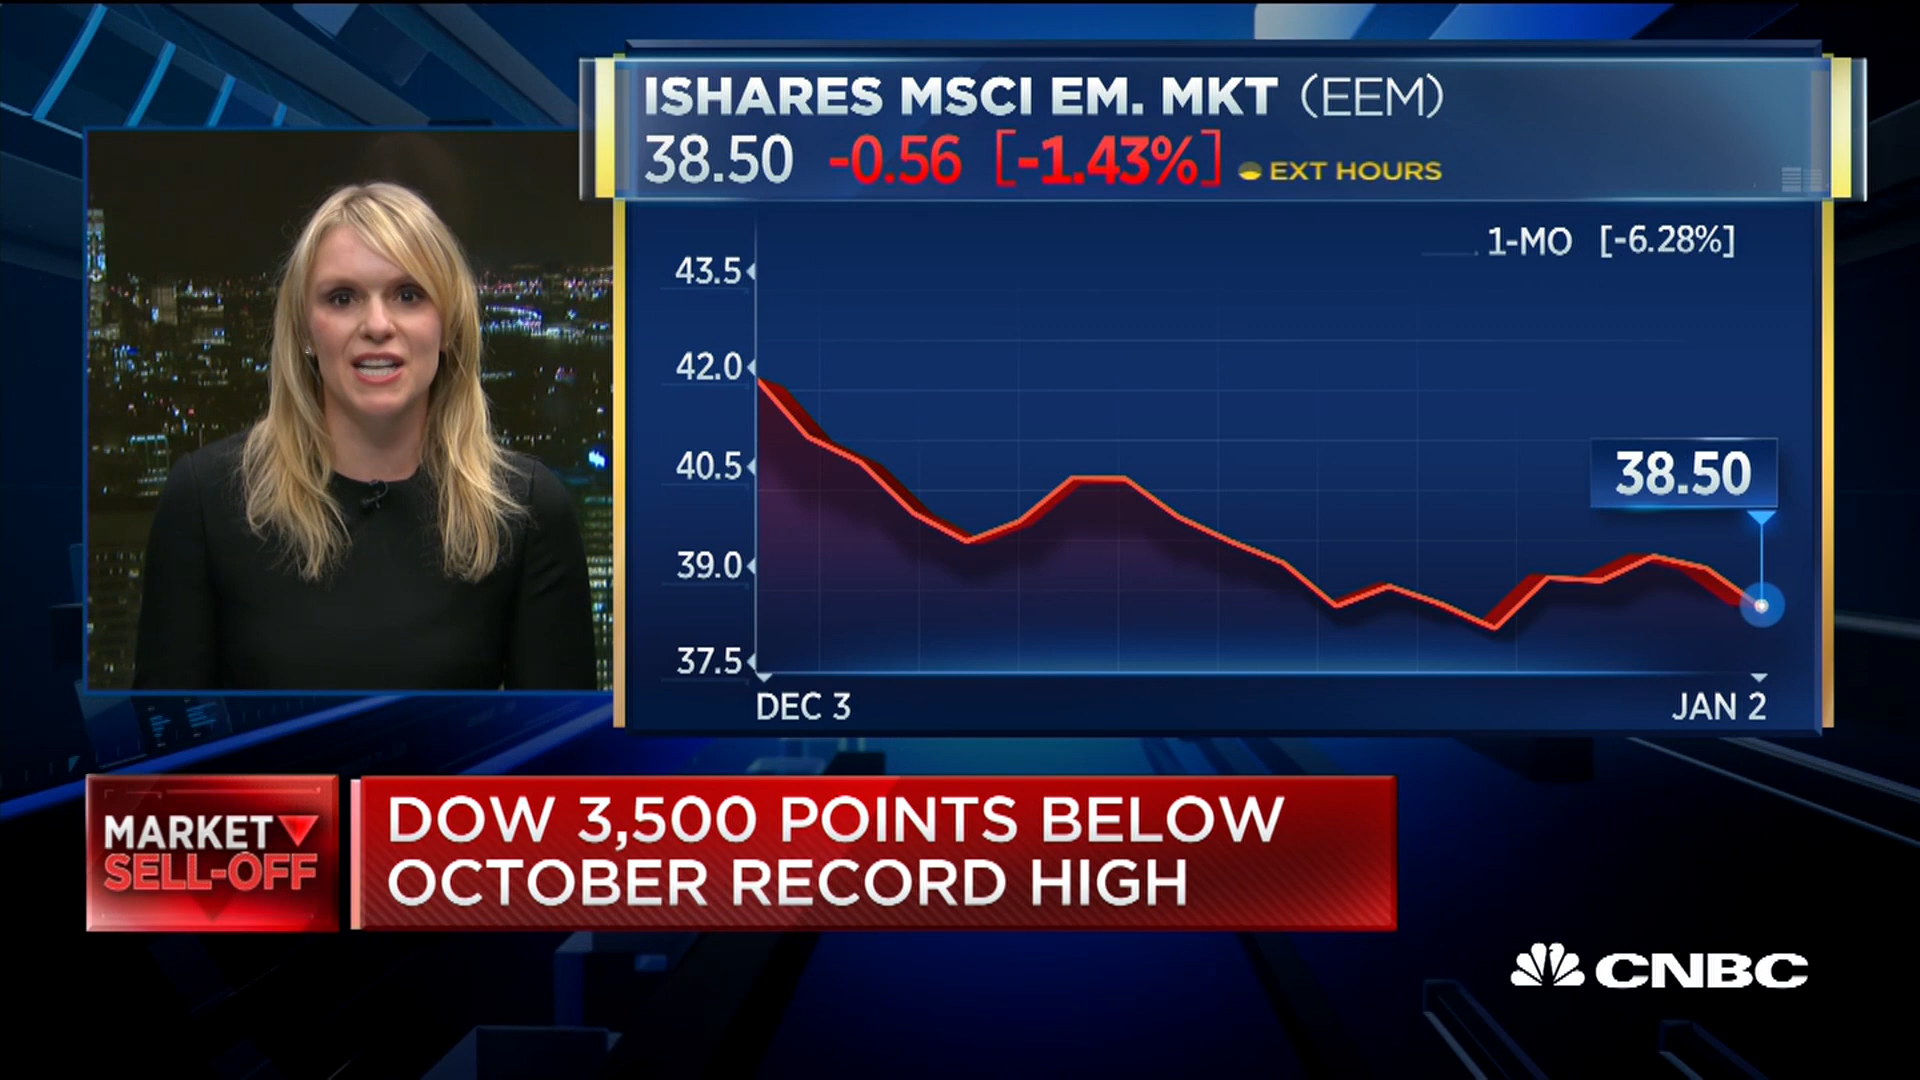 ISHARES MSCI EM. MKT (EEM)
38.50 -0.56 [-1.43%] EXT HOURS
1-MO [-6.28%]
43.5
42.0
40.5
39.0
37.5
38.50
DEC 3 JAN 2
MARKET
SELL-OFF
DOW 3,500 POINTS BELOW
OCTOBER RECORD HIGH
CNBC